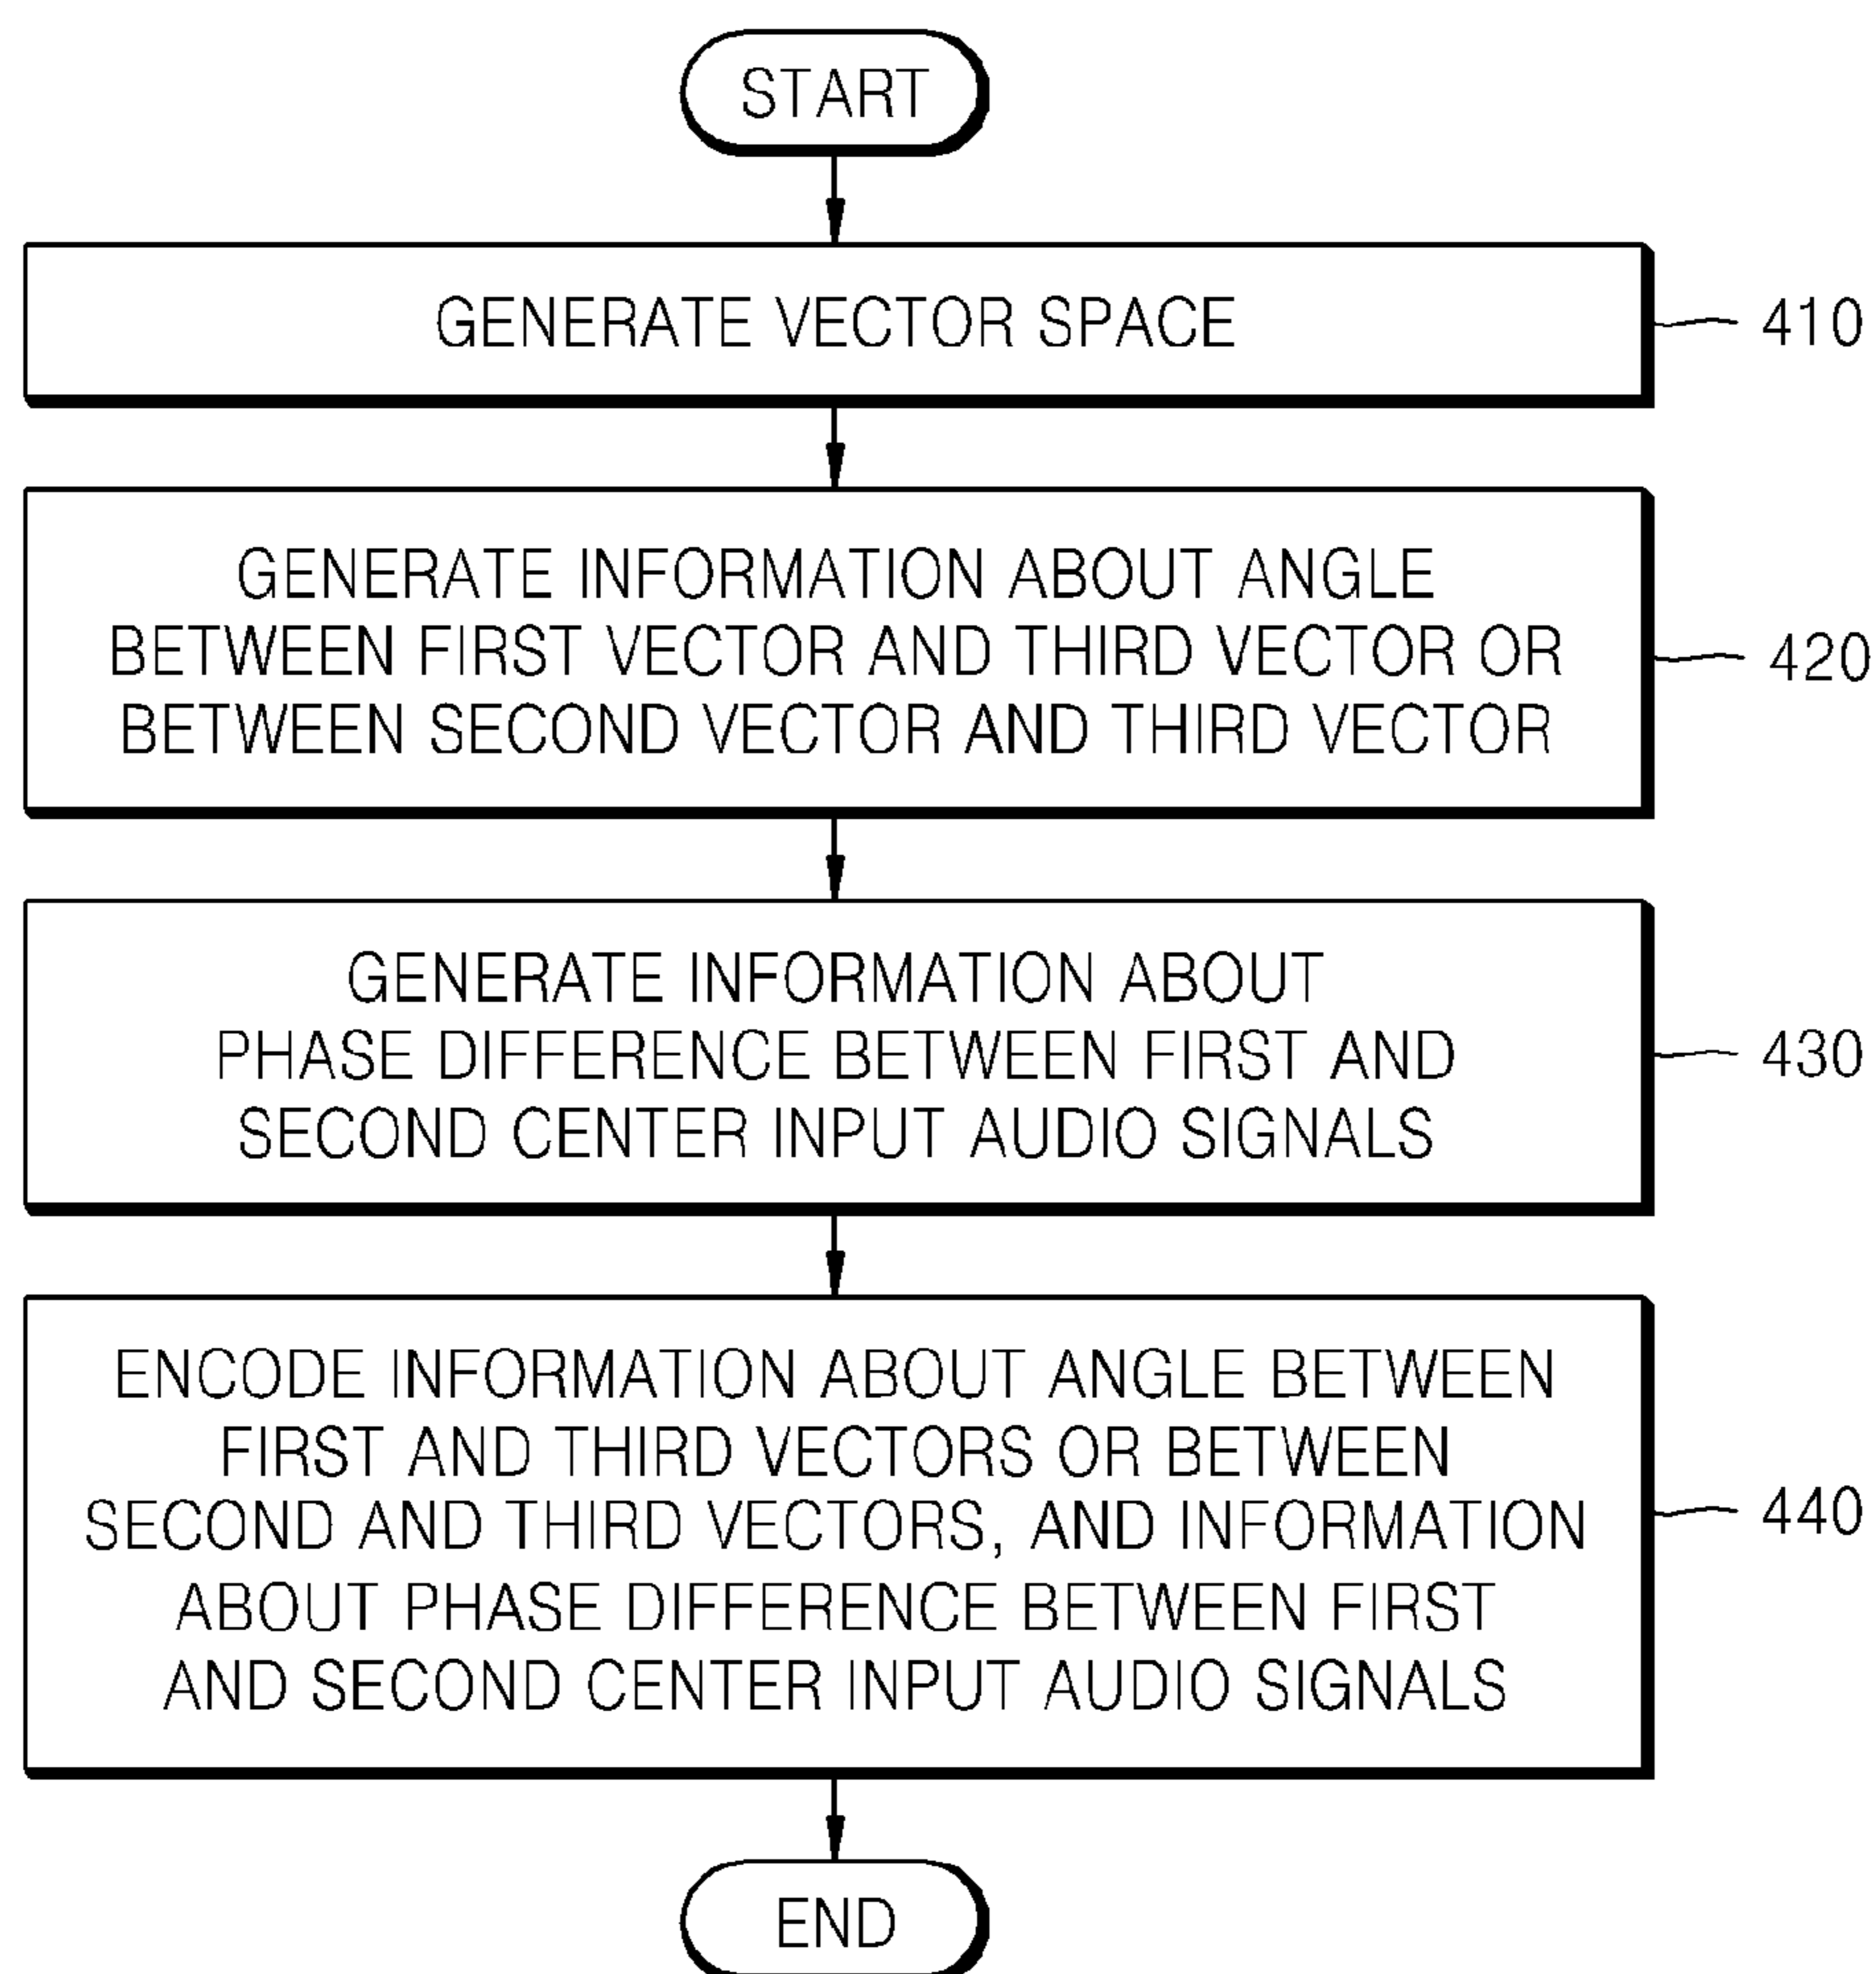 START
GENERATE VECTOR SPACE
410
GENERATE INFORMATION ABOUT ANGLE
BETWEEN FIRST VECTOR AND THIRD VECTOR OR
BETWEEN SECOND VECTOR AND THIRD VECTOR
420
GENERATE INFORMATION ABOUT
PHASE DIFFERENCE BETWEEN FIRST AND
SECOND CENTER INPUT AUDIO SIGNALS
430
ENCODE INFORMATION ABOUT ANGLE BETWEEN
FIRST AND THIRD VECTORS OR BETWEEN
SECOND AND THIRD VECTORS, AND INFORMATION
ABOUT PHASE DIFFERENCE BETWEEN FIRST
AND SECOND CENTER INPUT AUDIO SIGNALS
440
END